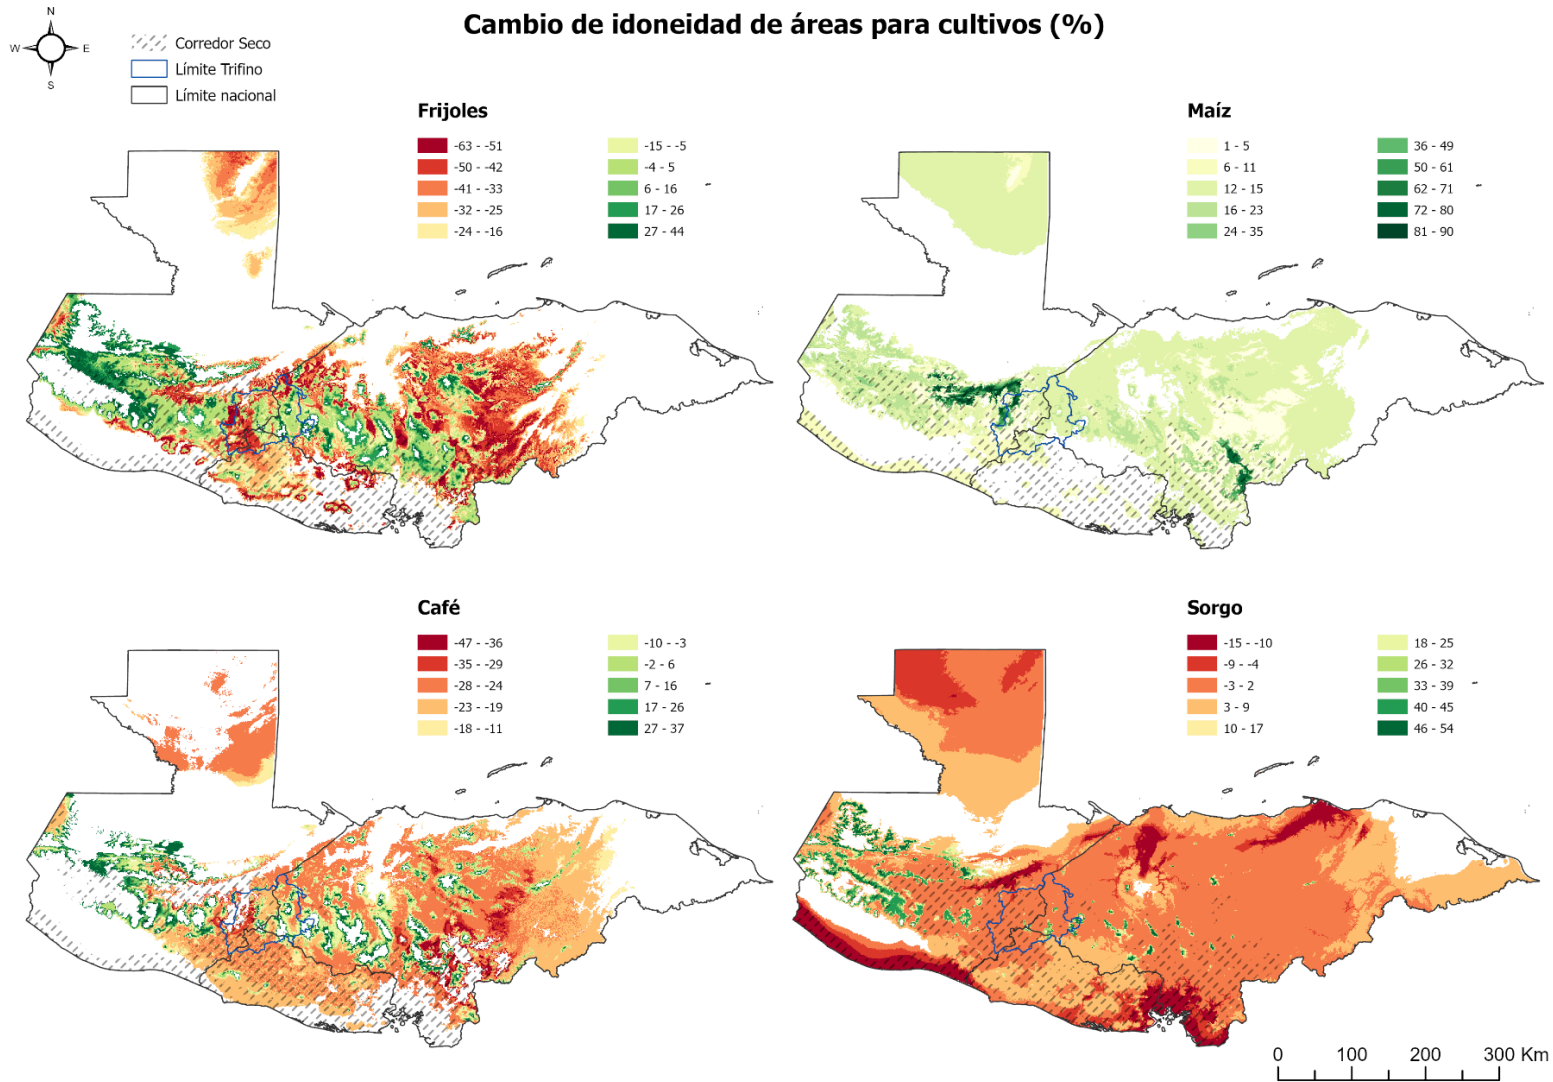 Cambio de idoneidad de áreas para cultivos (%)
N
W E
S
Corredor Seco
Límite Trifino
Límite nacional
Frijoles
-63 - -51
-50 - -42
-41 - -33
-32 - -25
-24 - -16
-15 - -5
-4 - 5
6 - 16
17 - 26
27 - 44
Maíz
1 - 5
6 - 11
12 - 15
16 - 23
24 - 35
36 - 49
50 - 61
62 - 71
72 - 80
81 - 90
Café
-47 - -36
-35 - -29
-28 - -24
-23 - -19
-18 - -11
-10 - -3
-2 - 6
7 - 16
17 - 26
27 - 37
Sorgo
-15 - -10
-9 - -4
-3 - 2
3 - 9
10 - 17
18 - 25
26 - 32
33 - 39
40 - 45
46 - 54
0 100 200 300 Km